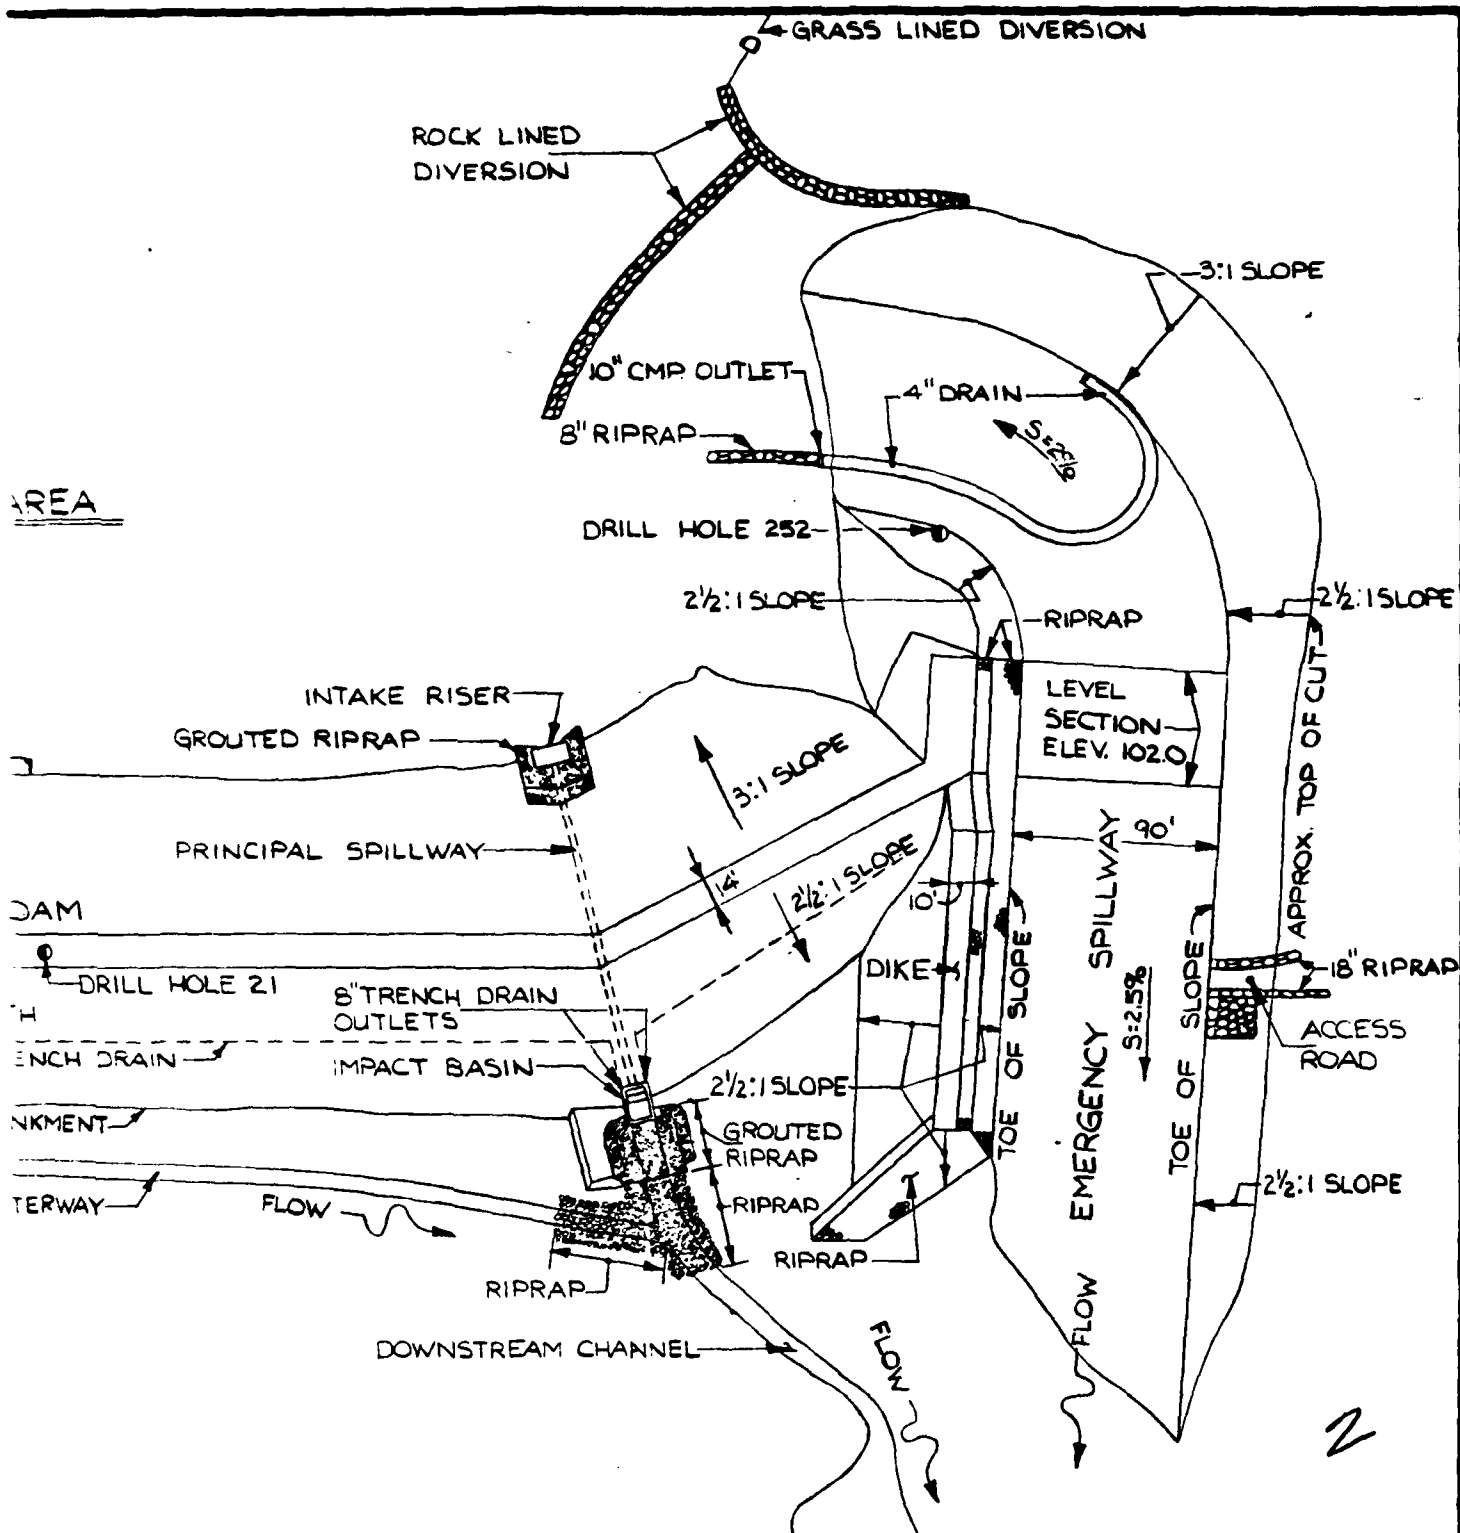 GRASS LINED DIVERSION
ROCK LINED
DIVERSION
3:1 SLOPE
10" CMP. OUTLET
4" DRAIN
8" RIPRAP
S=2%
AREA
DRILL HOLE 252
2½:1 SLOPE
2½:1 SLOPE
RIPRAP
INTAKE RISER
LEVEL
SECTION
ELEV. 102.0
GROUTED RIPRAP
3:1 SLOPE
APPROX. TOP OF CUT
PRINCIPAL SPILLWAY
90'
14'
2½:1 SLOPE
10'
DAM
DIKE
18" RIPRAP
DRILL HOLE 21
8" TRENCH DRAIN
OUTLETS
TH
ENCH DRAIN
ACCESS
ROAD
IMPACT BASIN
2½:1 SLOPE
TOE OF SLOPE
EMERGENCY SPILLWAY
S=2.5%
TOE OF SLOPE
NKMENT
GROUTED
RIPRAP
TERWAY
FLOW
RIPRAP
2½:1 SLOPE
RIPRAP
RIPRAP
DOWNSTREAM CHANNEL
FLOW
FLOW
2